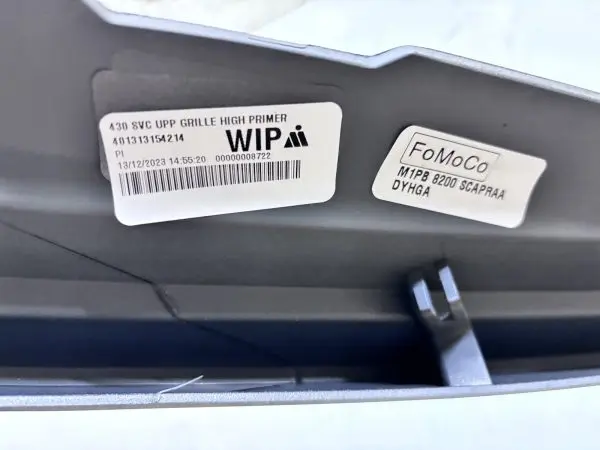 430 SVC UPP GRILLE HIGH PRIMER
401313154214
WIP
PI
13/12/2023 14:55:20 00000008722
FoMoCo
M1PB 8200 SCAPRAA
DYHGA